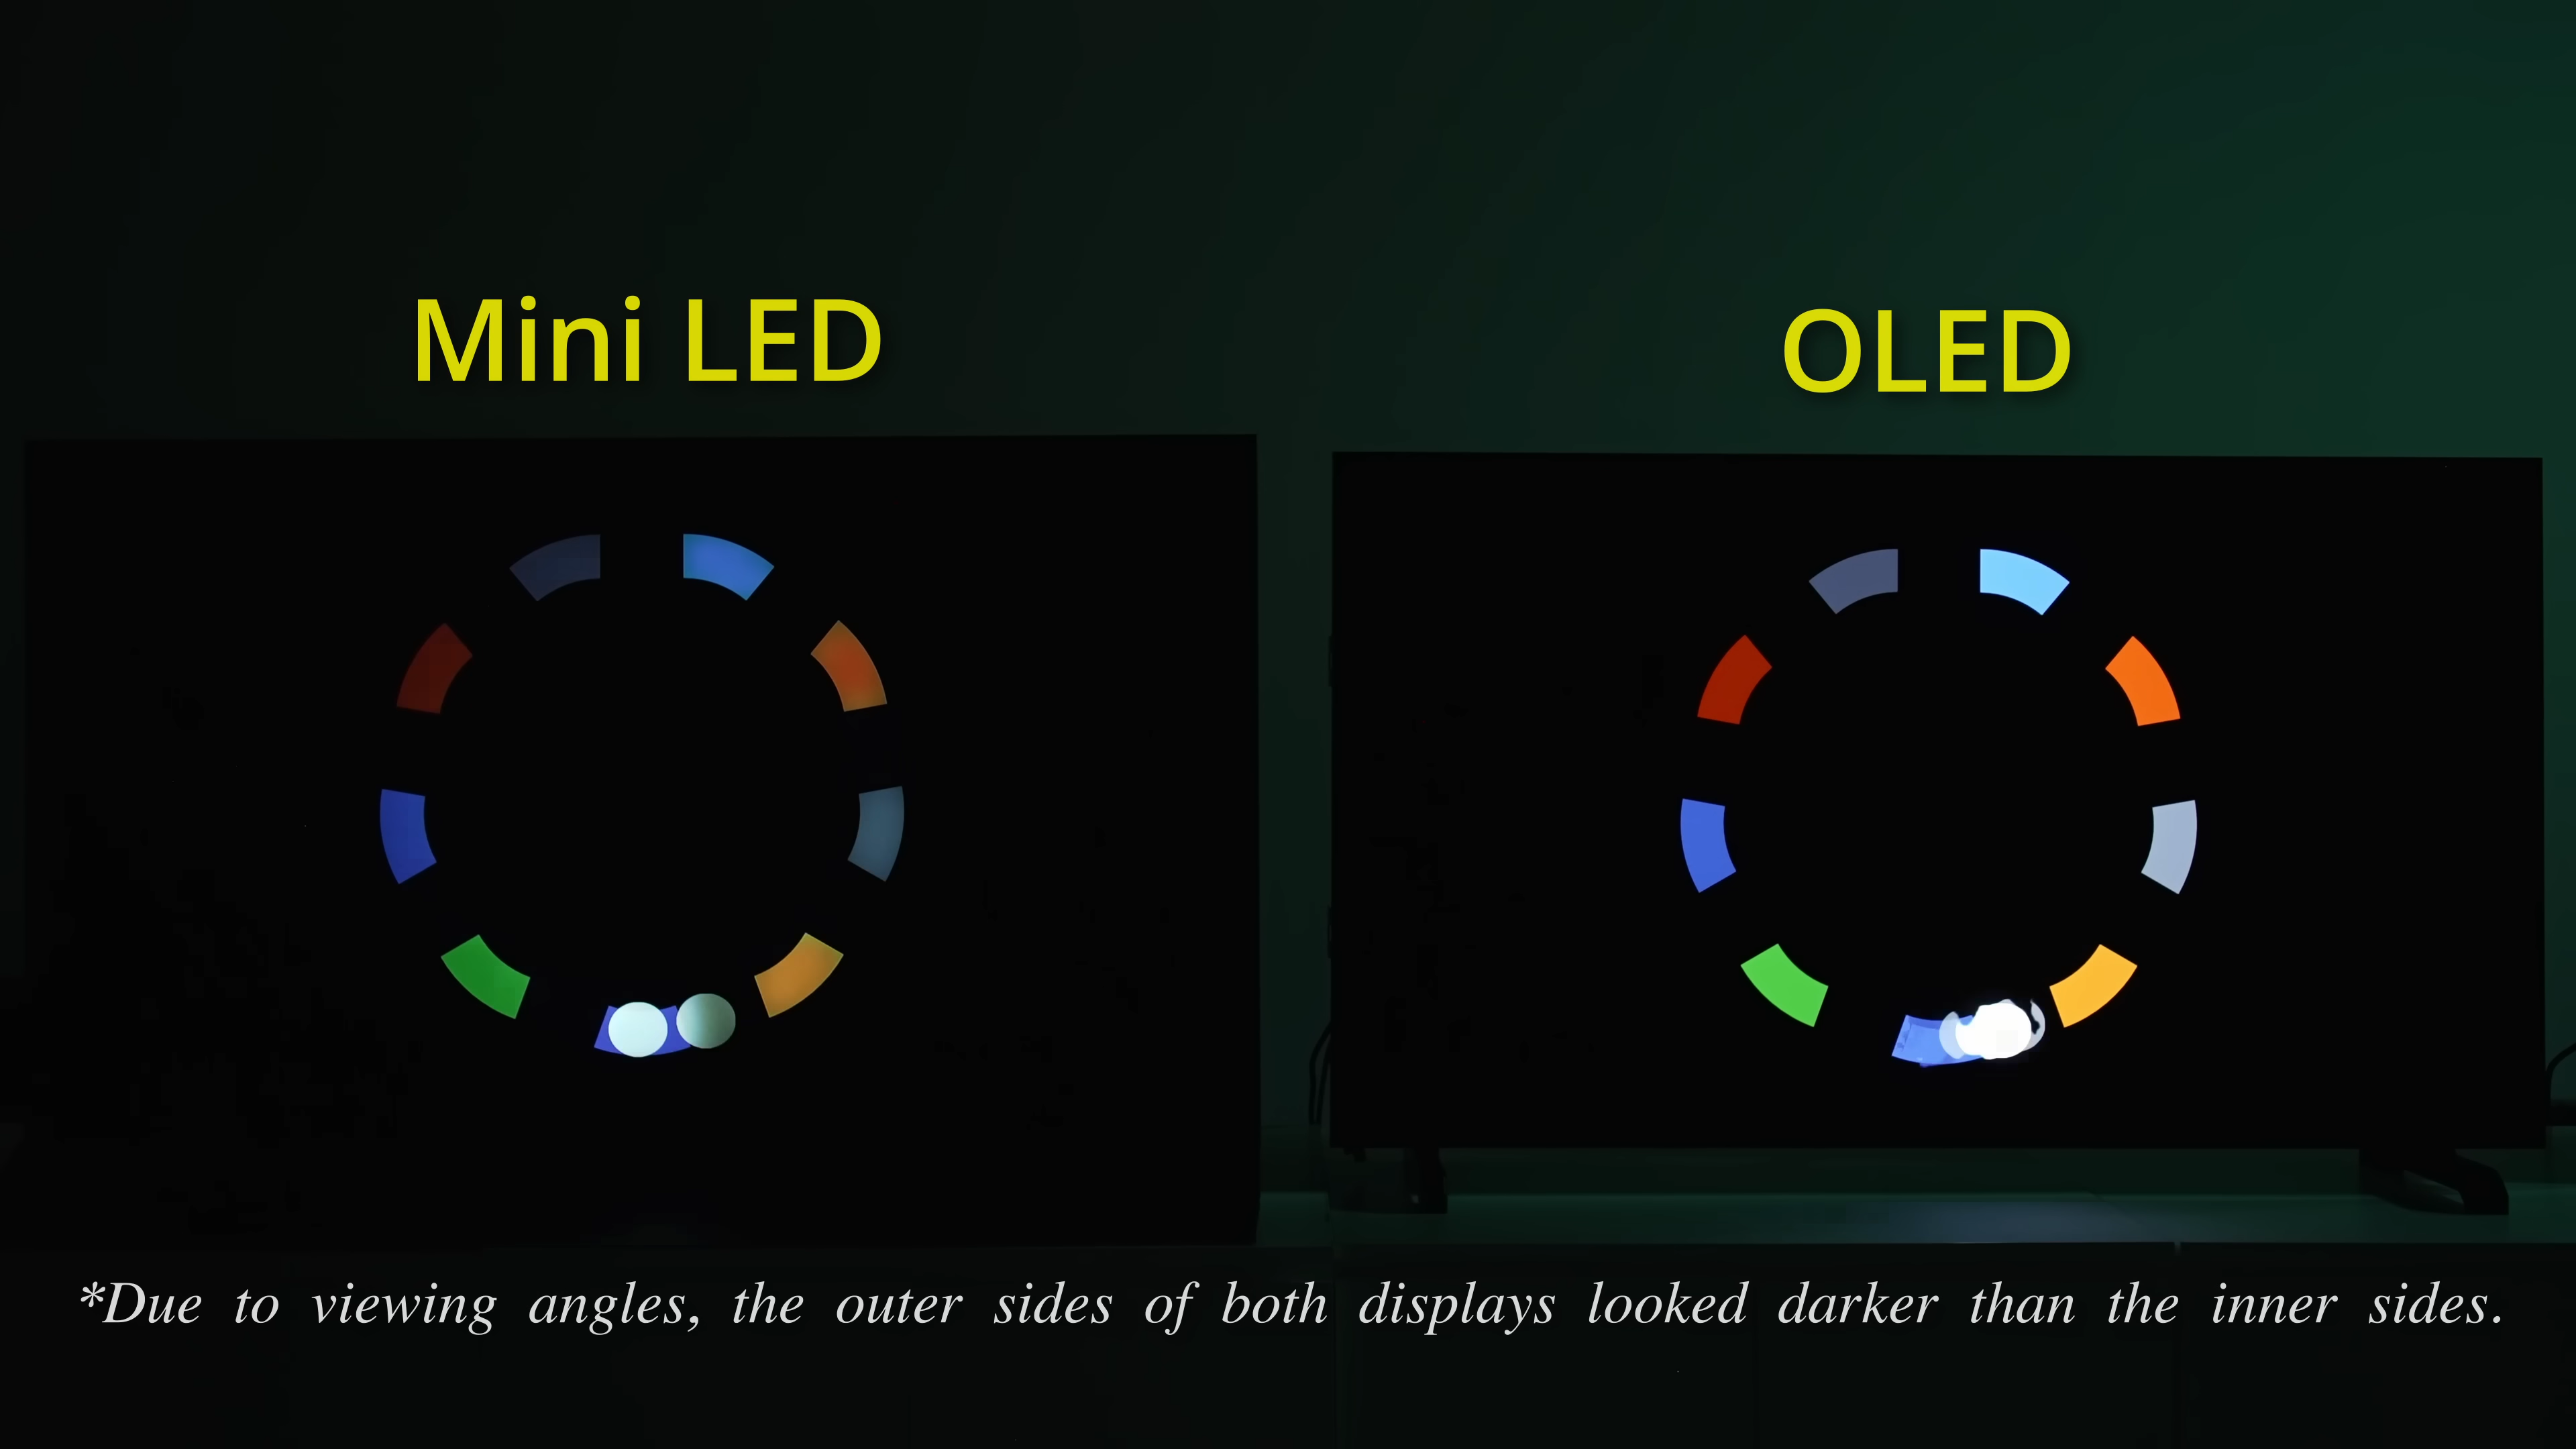 Mini LED
OLED
*Due to viewing angles, the outer sides of both displays looked darker than the inner sides.